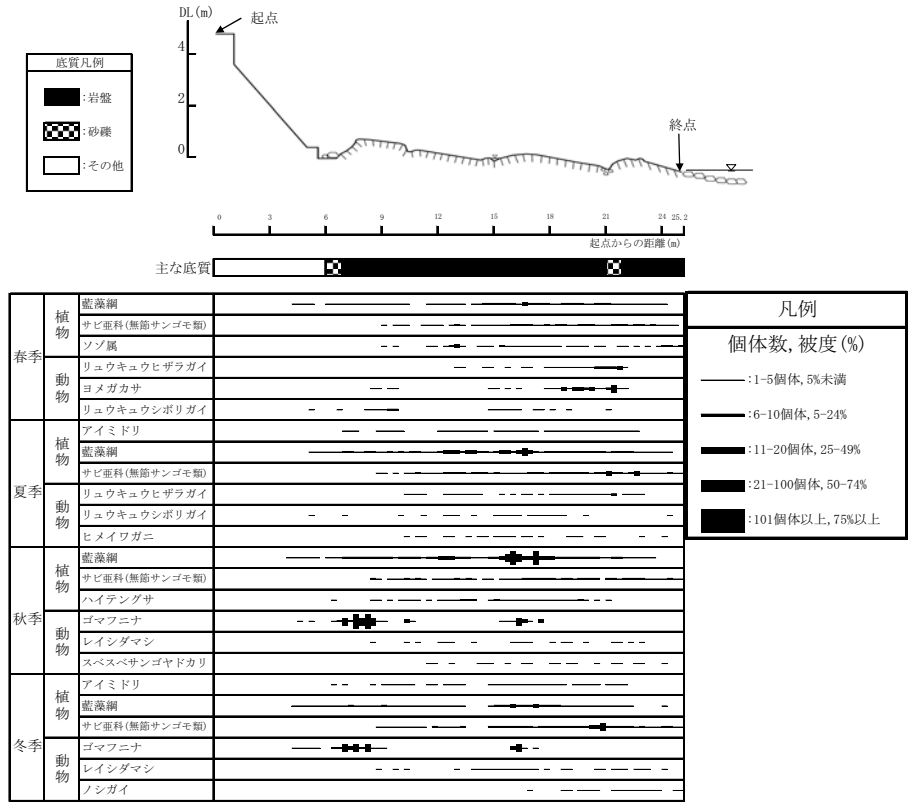 DL(m)
起点
4
2
0
終点
底質凡例
:岩盤
:砂礫
:その他
0 3 6 9 12 15 18 21 24 25.2
起点からの距離(m)
主な底質
春季
植物
藍藻綱
サビ亜科(無節サンゴモ類)
ソゾ属
動物
リュウキュウヒザラガイ
ヨメガカサ
リュウキュウシボリガイ
夏季
植物
アイミドリ
藍藻綱
サビ亜科(無節サンゴモ類)
動物
リュウキュウヒザラガイ
リュウキュウシボリガイ
ヒメイワガニ
秋季
植物
藍藻綱
サビ亜科(無節サンゴモ類)
ハイテングサ
動物
ゴマフニナ
レイシダマシ
スベスベサンゴヤドカリ
冬季
植物
アイミドリ
藍藻綱
サビ亜科(無節サンゴモ類)
動物
ゴマフニナ
レイシダマシ
ノシガイ
凡例
個体数,被度(%)
:1-5個体,5%未満
:6-10個体,5-24%
:11-20個体,25-49%
:21-100個体,50-74%
:101個体以上,75%以上